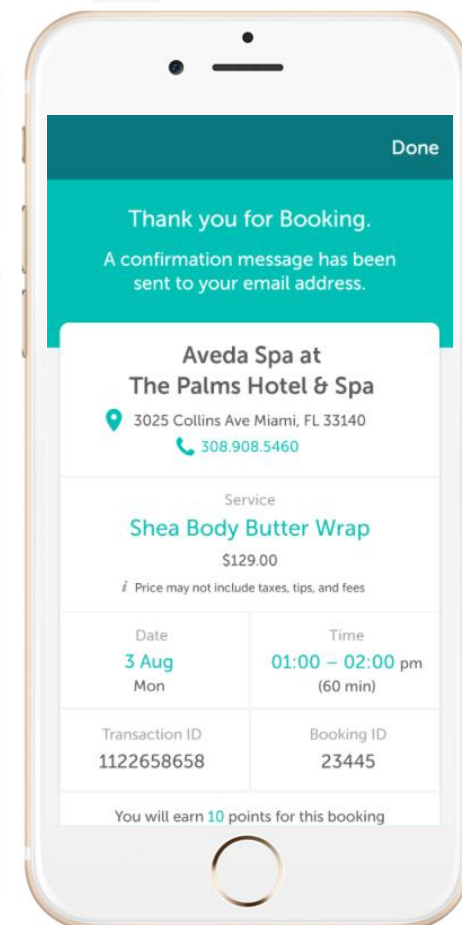 Done
Thank you for Booking.
A confirmation message has been
sent to your email address.
Aveda Spa at
The Palms Hotel & Spa
3025 Collins Ave Miami, FL 33140
308.908.5460
Service
Shea Body Butter Wrap
$129.00
i Price may not include taxes, tips, and fees
Date
3 Aug
Mon
Time
01:00 – 02:00 pm
(60 min)
Transaction ID
1122658658
Booking ID
23445
You will earn 10 points for this booking